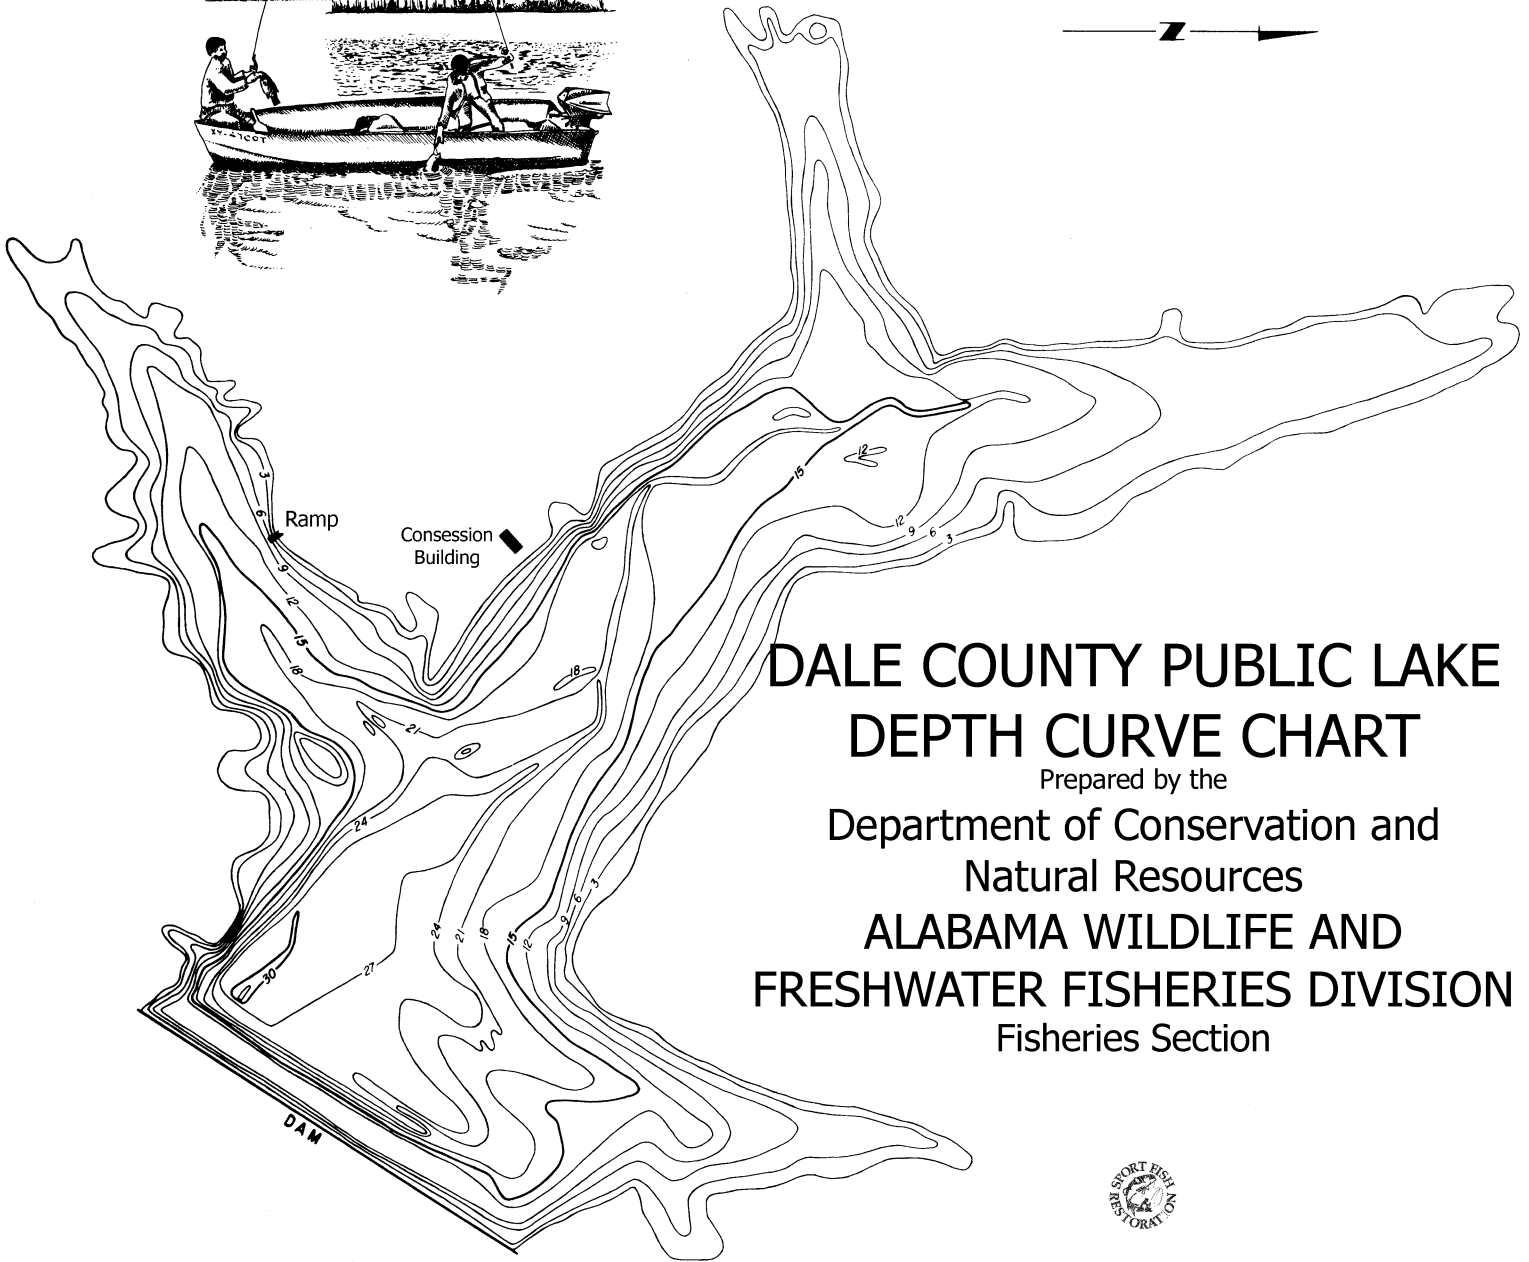 N
XY-4TCOT
3
6
Ramp
Consession
Building
9
12
15
18
21
24
30
27
24
21
18
15
12
9
6
3
18
15
12
12
9
6
3
DALE COUNTY PUBLIC LAKE
DEPTH CURVE CHART
Prepared by the
Department of Conservation and
Natural Resources
ALABAMA WILDLIFE AND
FRESHWATER FISHERIES DIVISION
Fisheries Section
DAM
SPORT FISH
RESTORATION